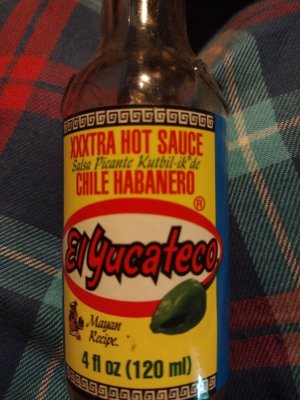 XXXTRA HOT SAUCE
Salsa Picante Kutbil-ik de
CHILE HABANERO
®
El Yucateco
Mayan
Recipe.
4 fl oz (120 ml)